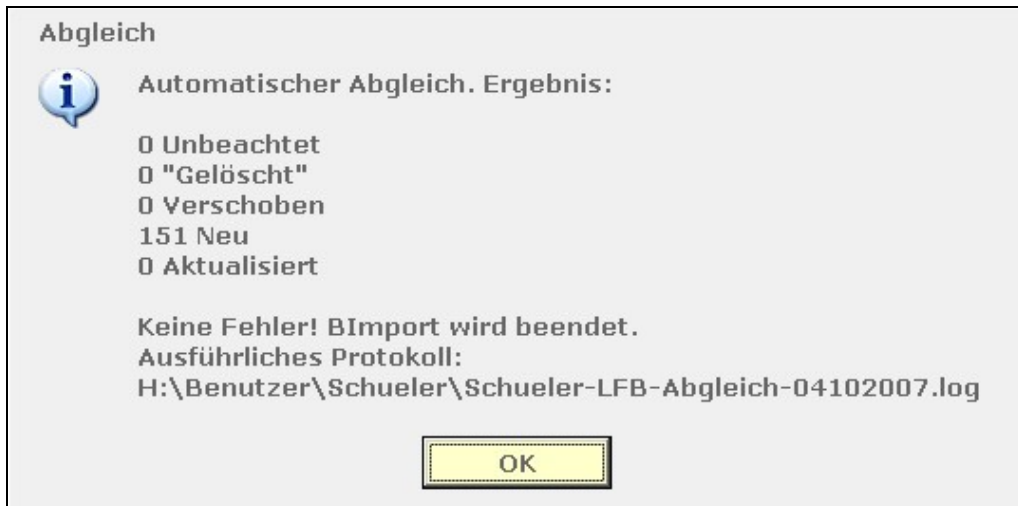 Abgleich
Automatischer Abgleich. Ergebnis:
0 Unbeachtet
0 "Gelöscht"
0 Verschoben
151 Neu
0 Aktualisiert
Keine Fehler! BImport wird beendet.
Ausführliches Protokoll:
H:\Benutzer\Schueler\Schueler-LFB-Abgleich-04102007.log
OK